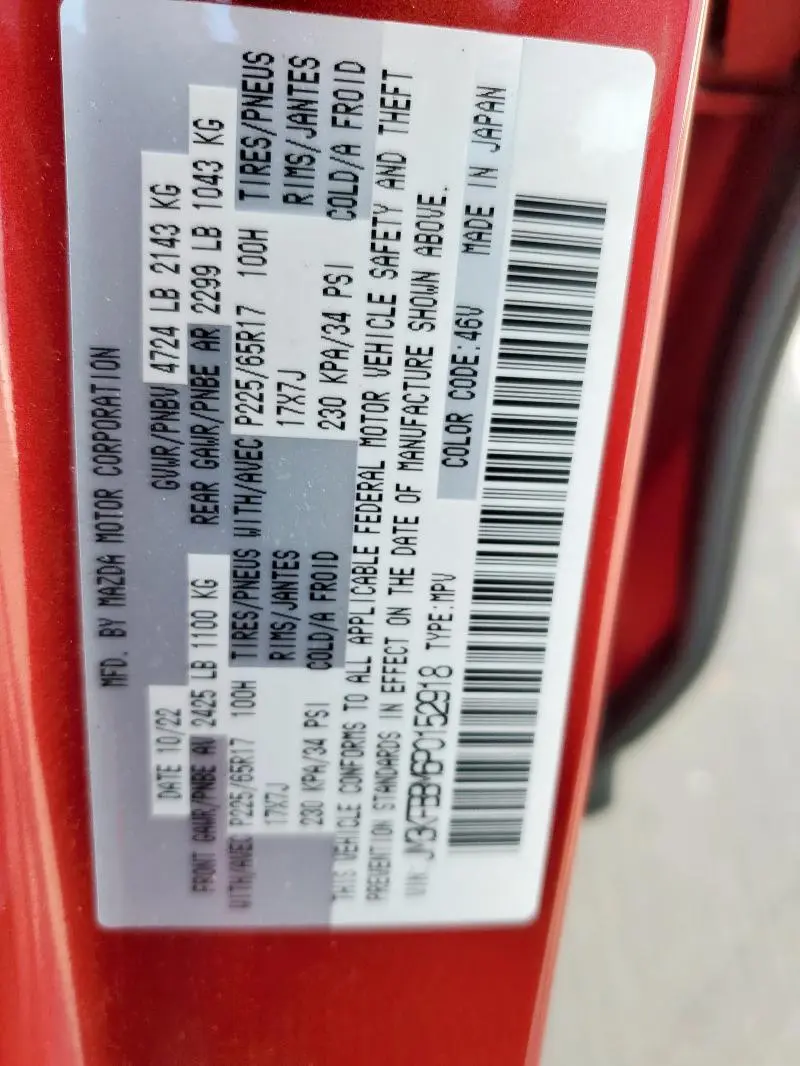 MFD. BY MAZDA MOTOR CORPORATION
DATE 10/22 GVWR/PNBV 4724 LB 2143 KG
FRONT GAWR/PNBE AV 2425 LB 1100 KG REAR GAWR/PNBE AR 2299 LB 1043 KG
WITH/AVEC P225/65R17 100H TIRES/PNEUS WITH/AVEC P225/65R17 100H TIRES/PNEUS
17X7J RIMS/JANTES 17X7J RIMS/JANTES
230 KPA/34 PSI COLD/A FROID 230 KPA/34 PSI COLD/A FROID
THIS VEHICLE CONFORMS TO ALL APPLICABLE FEDERAL MOTOR VEHICLE SAFETY AND THEFT
PREVENTION STANDARDS IN EFFECT ON THE DATE OF MANUFACTURE SHOWN ABOVE.
VIN: JM3KFBBM6P0152918 TYPE:MPV COLOR CODE:46V MADE IN JAPAN